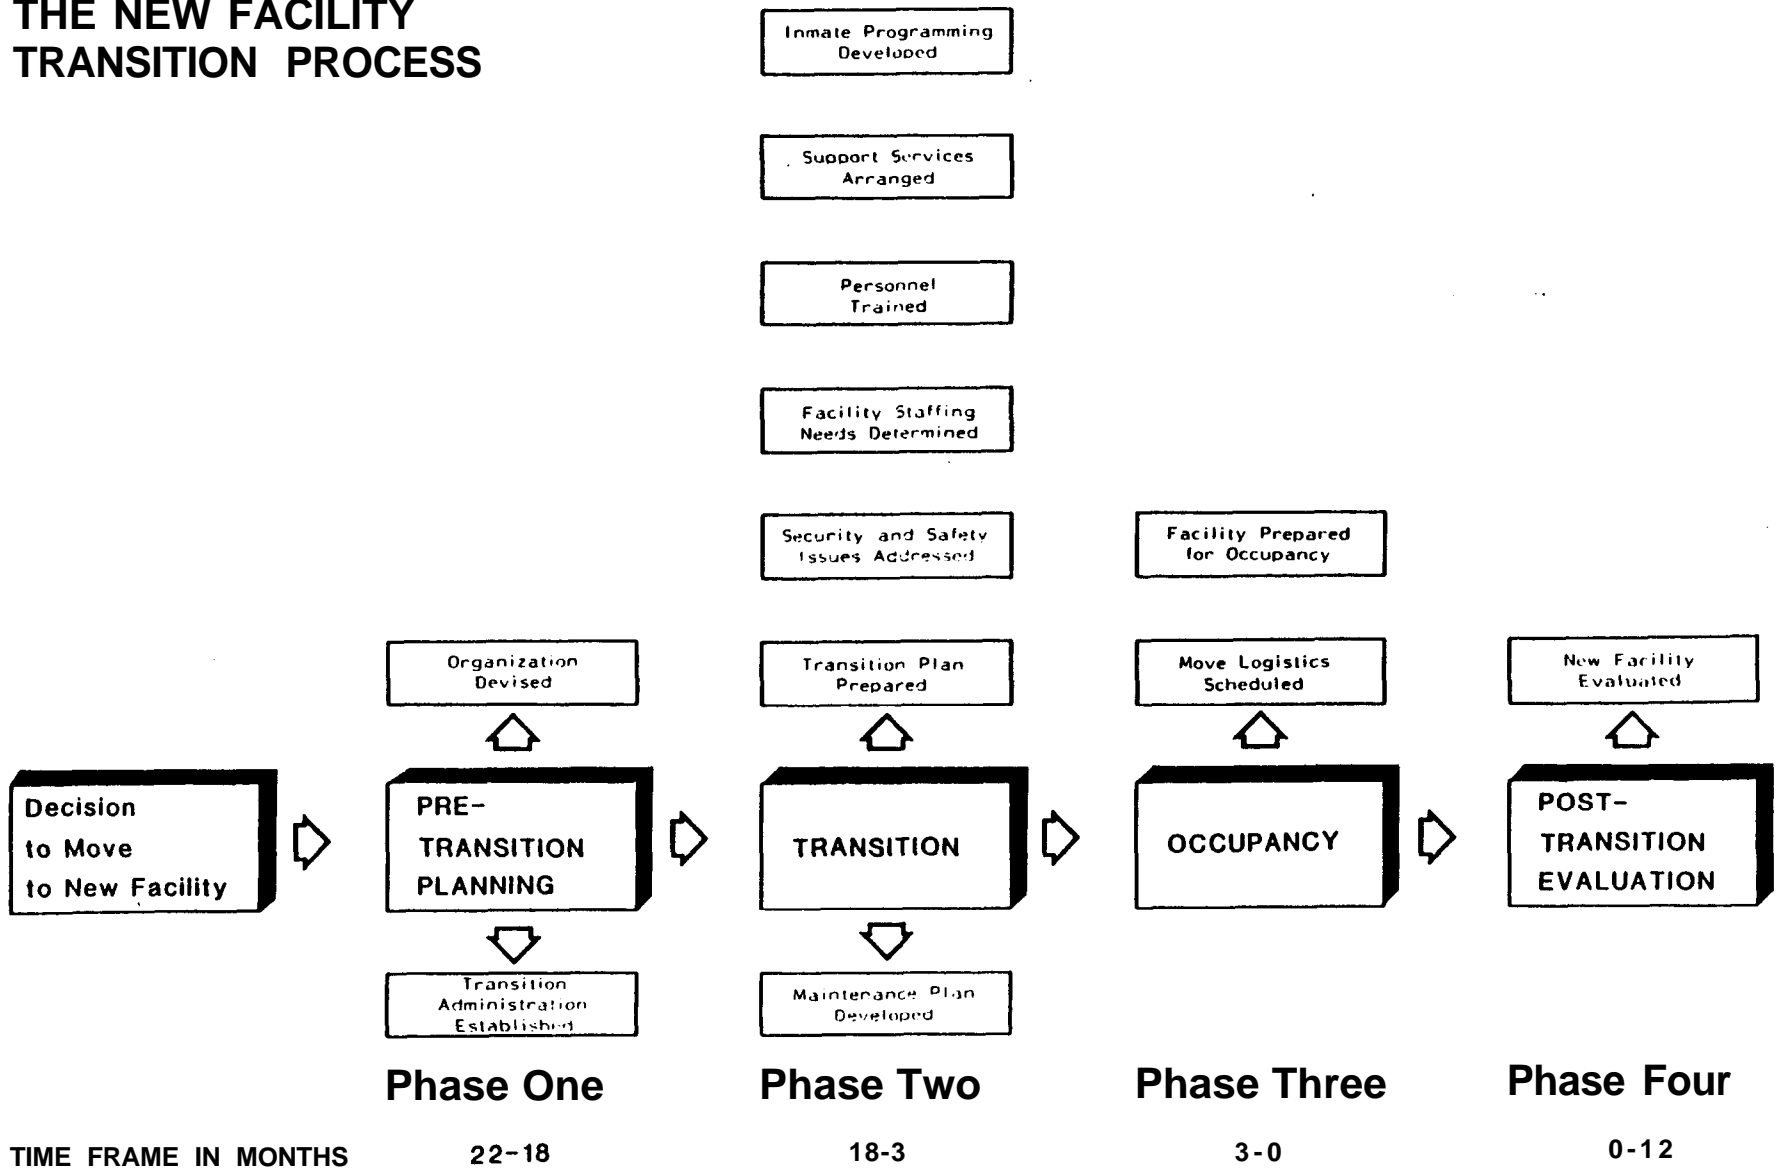 THE NEW FACILITY
TRANSITION PROCESS
Inmate Programming
Developed
Support Services
Arranged
Personnel
Trained
Facility Staffing
Needs Determined
Security and Safety
Issues Addressed
Facility Prepared
for Occupancy
Organization
Devised
Transition Plan
Prepared
Move Logistics
Scheduled
New Facility
Evaluated
Decision
to Move
to New Facility
PRE-
TRANSITION
PLANNING
TRANSITION
OCCUPANCY
POST-
TRANSITION
EVALUATION
Transition
Administration
Established
Maintenance Plan
Developed
Phase One
Phase Two
Phase Three
Phase Four
TIME FRAME IN MONTHS 22-18 18-3 3-0 0-12